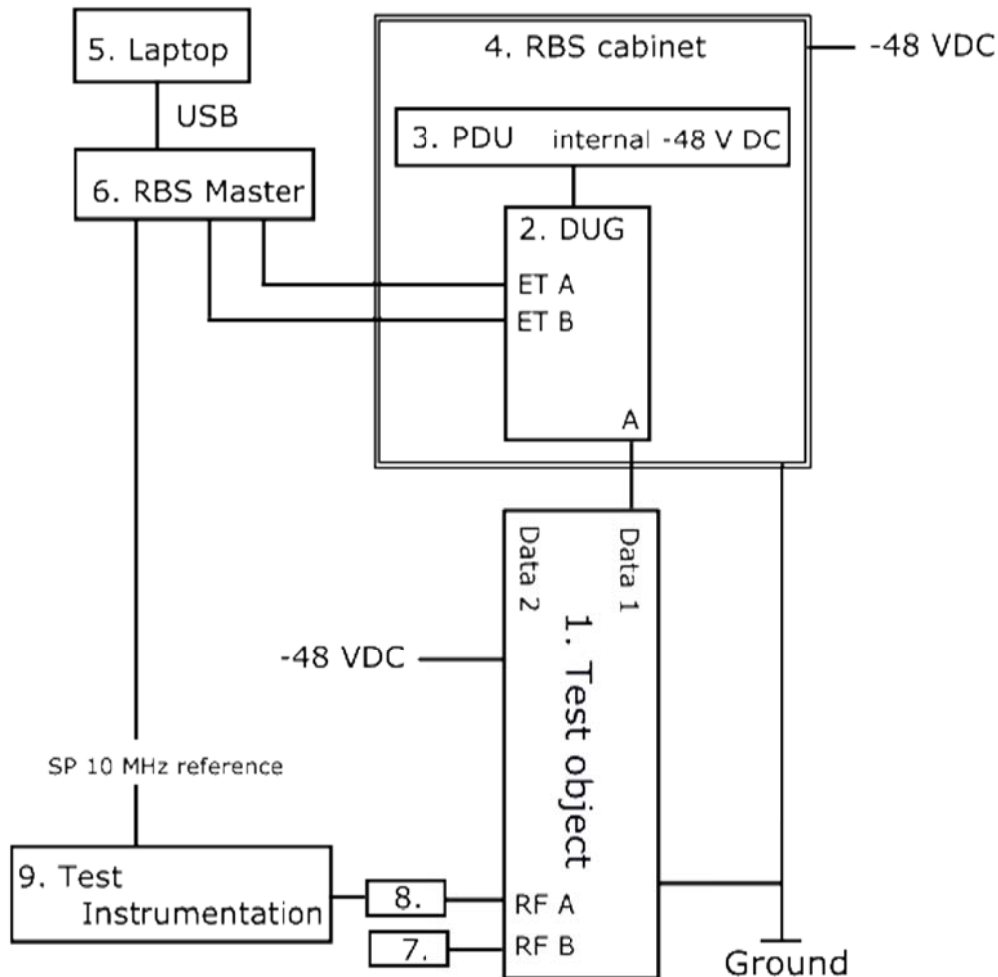 5. Laptop
USB
6. RBS Master
4. RBS cabinet
-48 VDC
3. PDU internal -48 V DC
2. DUG
ET A
ET B
A
Data 2
Data 1
1. Test object
-48 VDC
SP 10 MHz reference
9. Test
Instrumentation
8.
7.
RF A
RF B
Ground